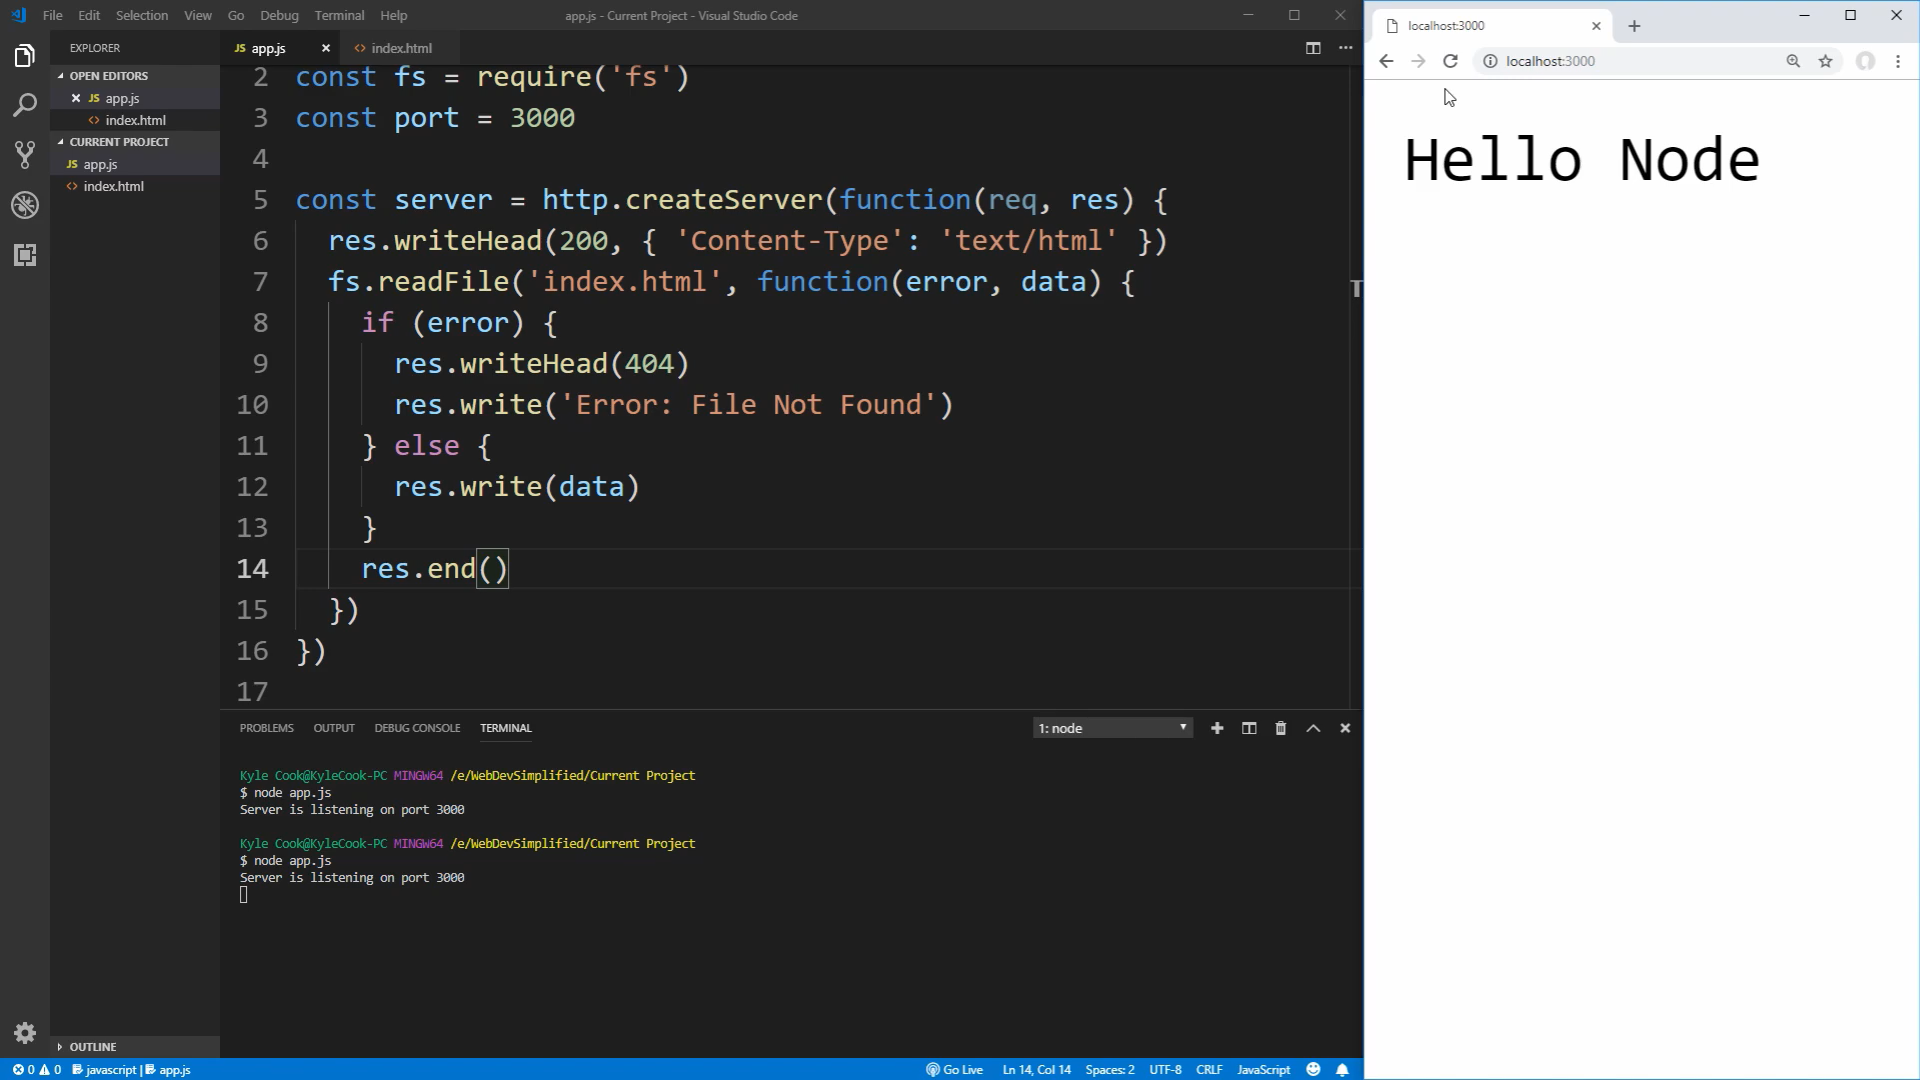 File Edit Selection View Go Debug Terminal Help
app.js - Current Project - Visual Studio Code
EXPLORER
OPEN EDITORS
JS app.js
<> index.html
CURRENT PROJECT
JS app.js
<> index.html
OUTLINE
JS app.js
<> index.html
2 const fs = require('fs')
3 const port = 3000
4
5 const server = http.createServer(function(req, res) {
6 res.writeHead(200, { 'Content-Type': 'text/html' })
7 fs.readFile('index.html', function(error, data) {
8 if (error) {
9 res.writeHead(404)
10 res.write('Error: File Not Found')
11 } else {
12 res.write(data)
13 }
14 res.end()
15 })
16 })
17
PROBLEMS OUTPUT DEBUG CONSOLE TERMINAL
1: node
Kyle Cook@KyleCook-PC MINGW64 /e/WebDevSimplified/Current Project
$ node app.js
Server is listening on port 3000
Kyle Cook@KyleCook-PC MINGW64 /e/WebDevSimplified/Current Project
$ node app.js
Server is listening on port 3000
0 0 javascript | app.js
Go Live Ln 14, Col 14 Spaces: 2 UTF-8 CRLF JavaScript
localhost:3000
localhost:3000
Hello Node